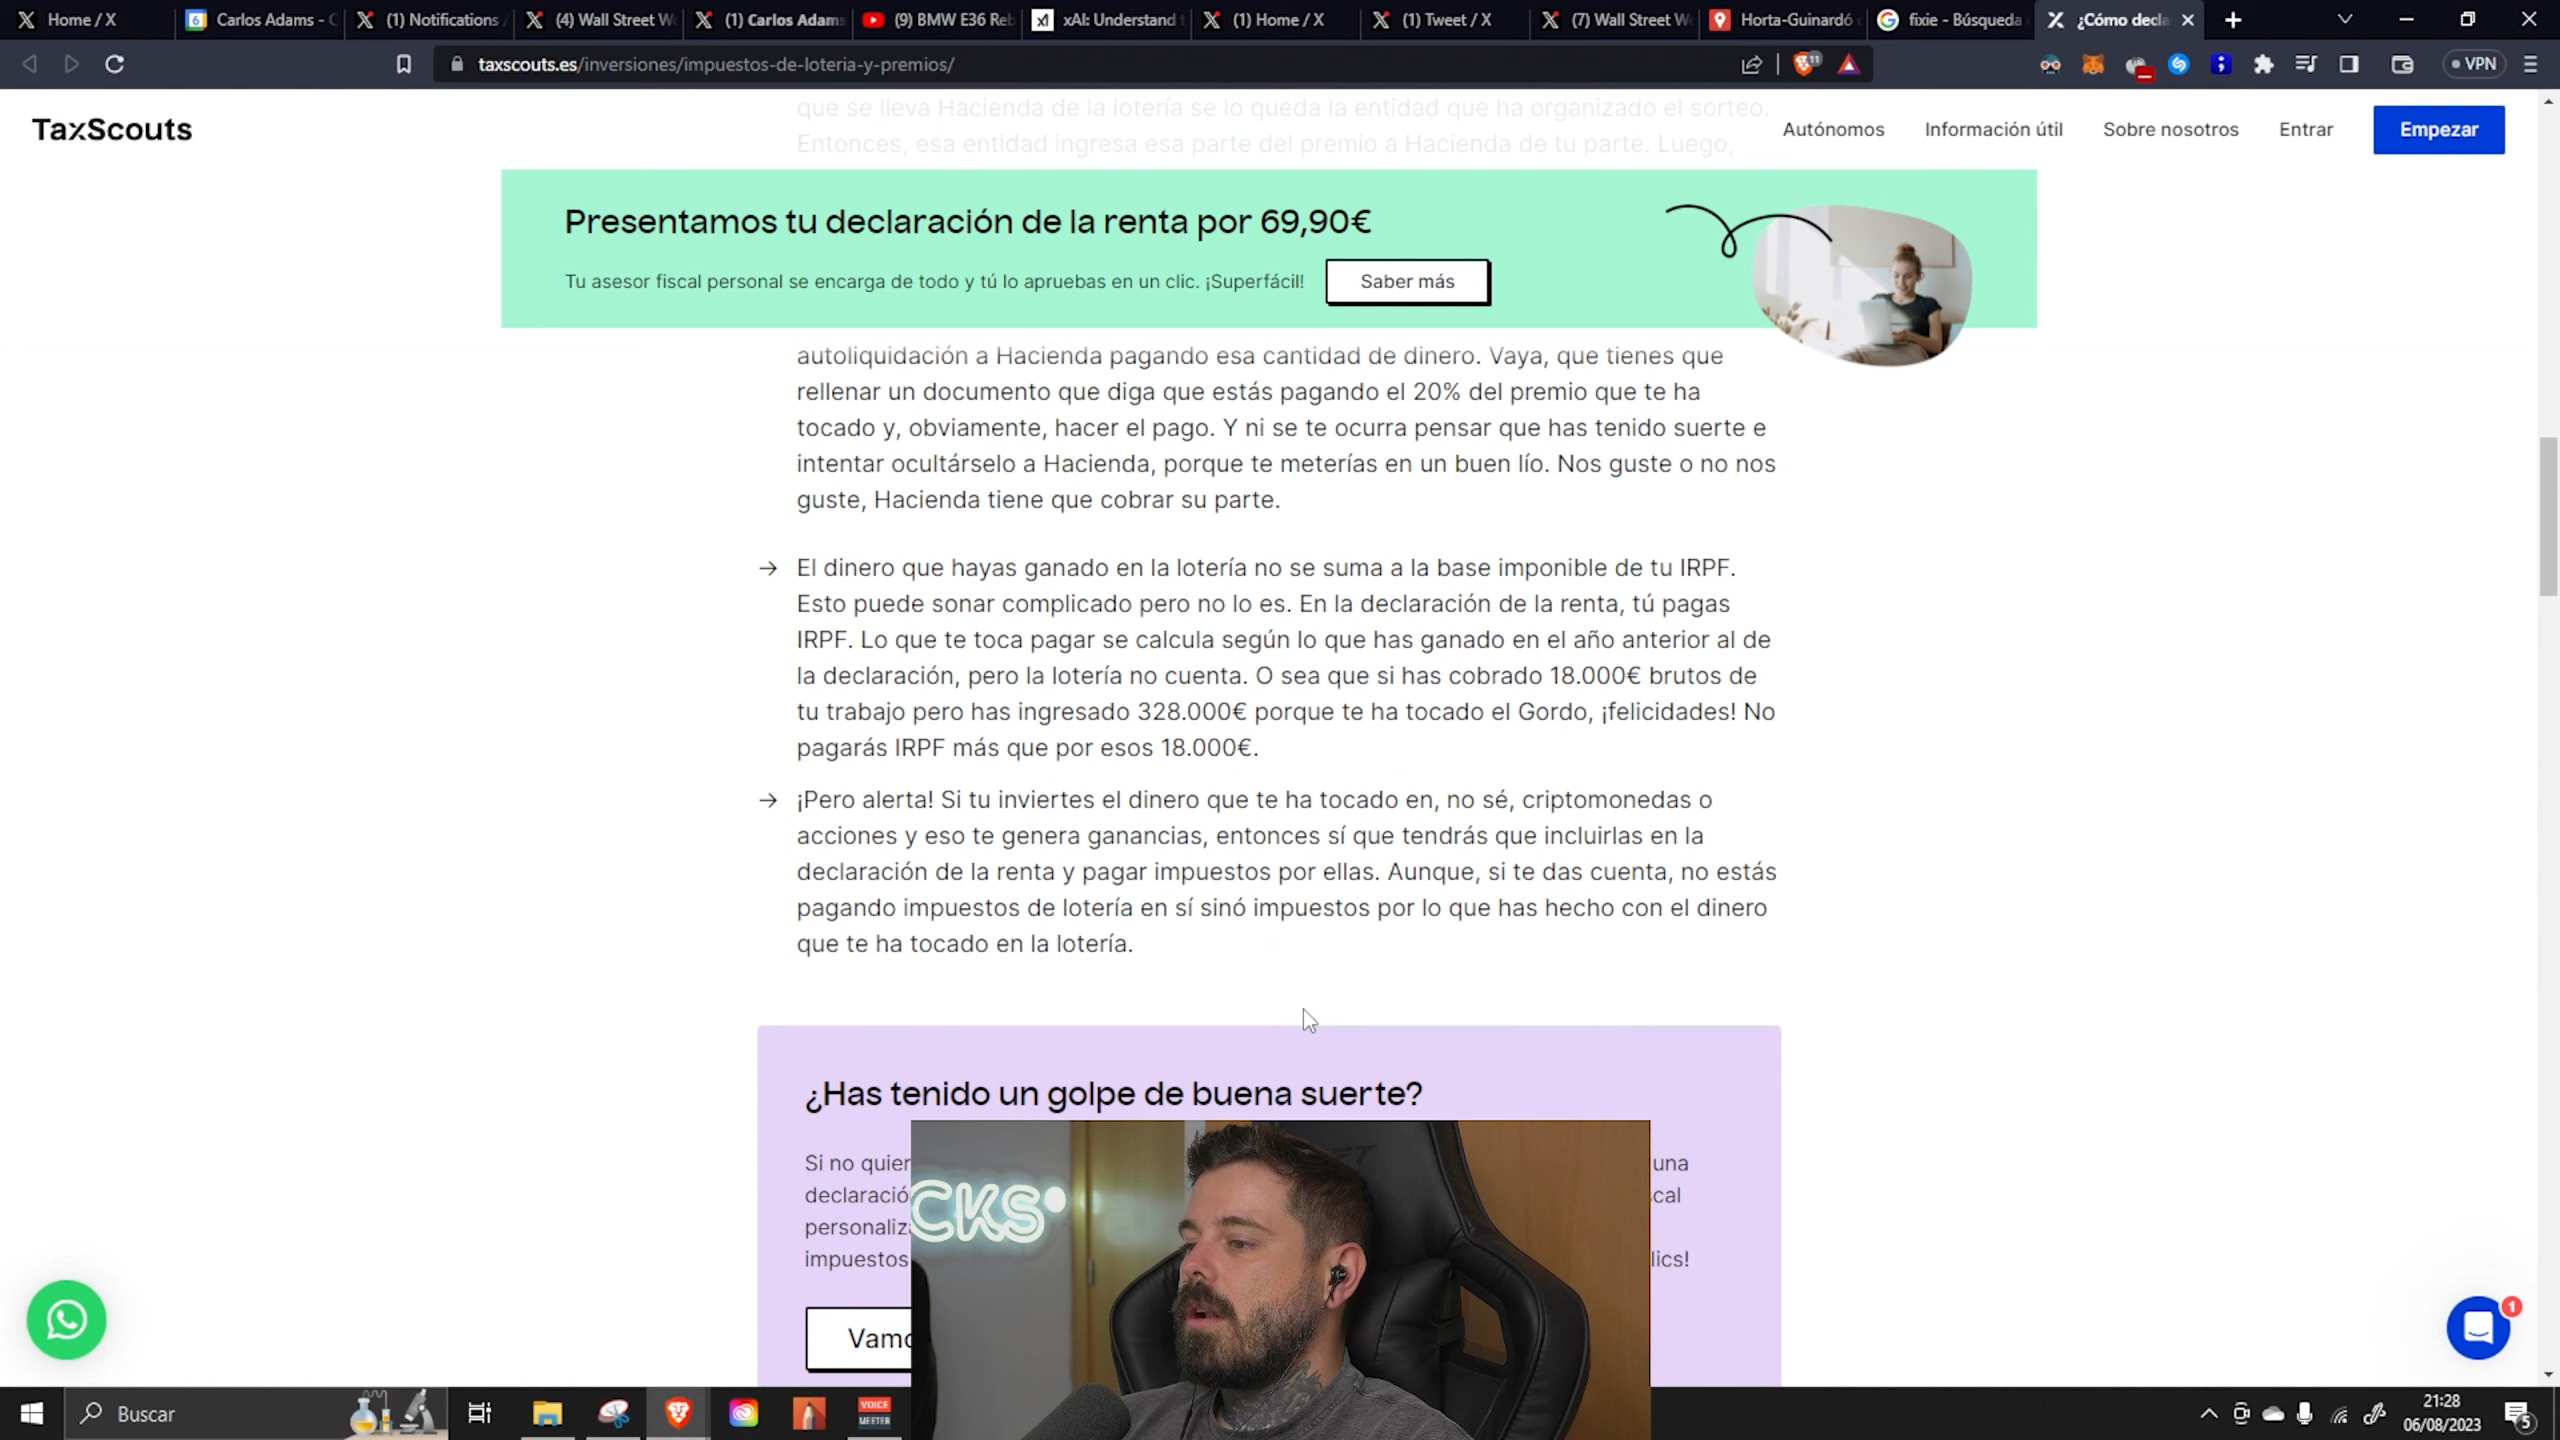 Home / X
Carlos Adams - C
(1) Notifications /
(4) Wall Street W
(1) Carlos Adams
(9) BMW E36 Reb
xAI: Understand t
(1) Home / X
(1) Tweet / X
(7) Wall Street W
Horta-Guinardó
fixie - Búsqueda
¿Cómo decla
taxscouts.es/inversiones/impuestos-de-loteria-y-premios/
11
VPN
que se lleva Hacienda de la lotería se lo queda la entidad que ha organizado el sorteo.
TaxScouts
Autónomos
Información útil
Sobre nosotros
Entrar
Empezar
Entonces, esa entidad ingresa esa parte del premio a Hacienda de tu parte. Luego,
Presentamos tu declaración de la renta por 69,90€
Tu asesor fiscal personal se encarga de todo y tú lo apruebas en un clic. ¡Superfácil!
Saber más
autoliquidación a Hacienda pagando esa cantidad de dinero. Vaya, que tienes que
rellenar un documento que diga que estás pagando el 20% del premio que te ha
tocado y, obviamente, hacer el pago. Y ni se te ocurra pensar que has tenido suerte e
intentar ocultárselo a Hacienda, porque te meterías en un buen lío. Nos guste o no nos
guste, Hacienda tiene que cobrar su parte.
→ El dinero que hayas ganado en la lotería no se suma a la base imponible de tu IRPF.
Esto puede sonar complicado pero no lo es. En la declaración de la renta, tú pagas
IRPF. Lo que te toca pagar se calcula según lo que has ganado en el año anterior al de
la declaración, pero la lotería no cuenta. O sea que si has cobrado 18.000€ brutos de
tu trabajo pero has ingresado 328.000€ porque te ha tocado el Gordo, ¡felicidades! No
pagarás IRPF más que por esos 18.000€.
→ ¡Pero alerta! Si tu inviertes el dinero que te ha tocado en, no sé, criptomonedas o
acciones y eso te genera ganancias, entonces sí que tendrás que incluirlas en la
declaración de la renta y pagar impuestos por ellas. Aunque, si te das cuenta, no estás
pagando impuestos de lotería en sí sinó impuestos por lo que has hecho con el dinero
que te ha tocado en la lotería.
¿Has tenido un golpe de buena suerte?
Si no quier una
declaració cal
personaliz
impuestos lics!
Vamo
CKS
1
Buscar
VOICE
MEETER
21:28
06/08/2023
5